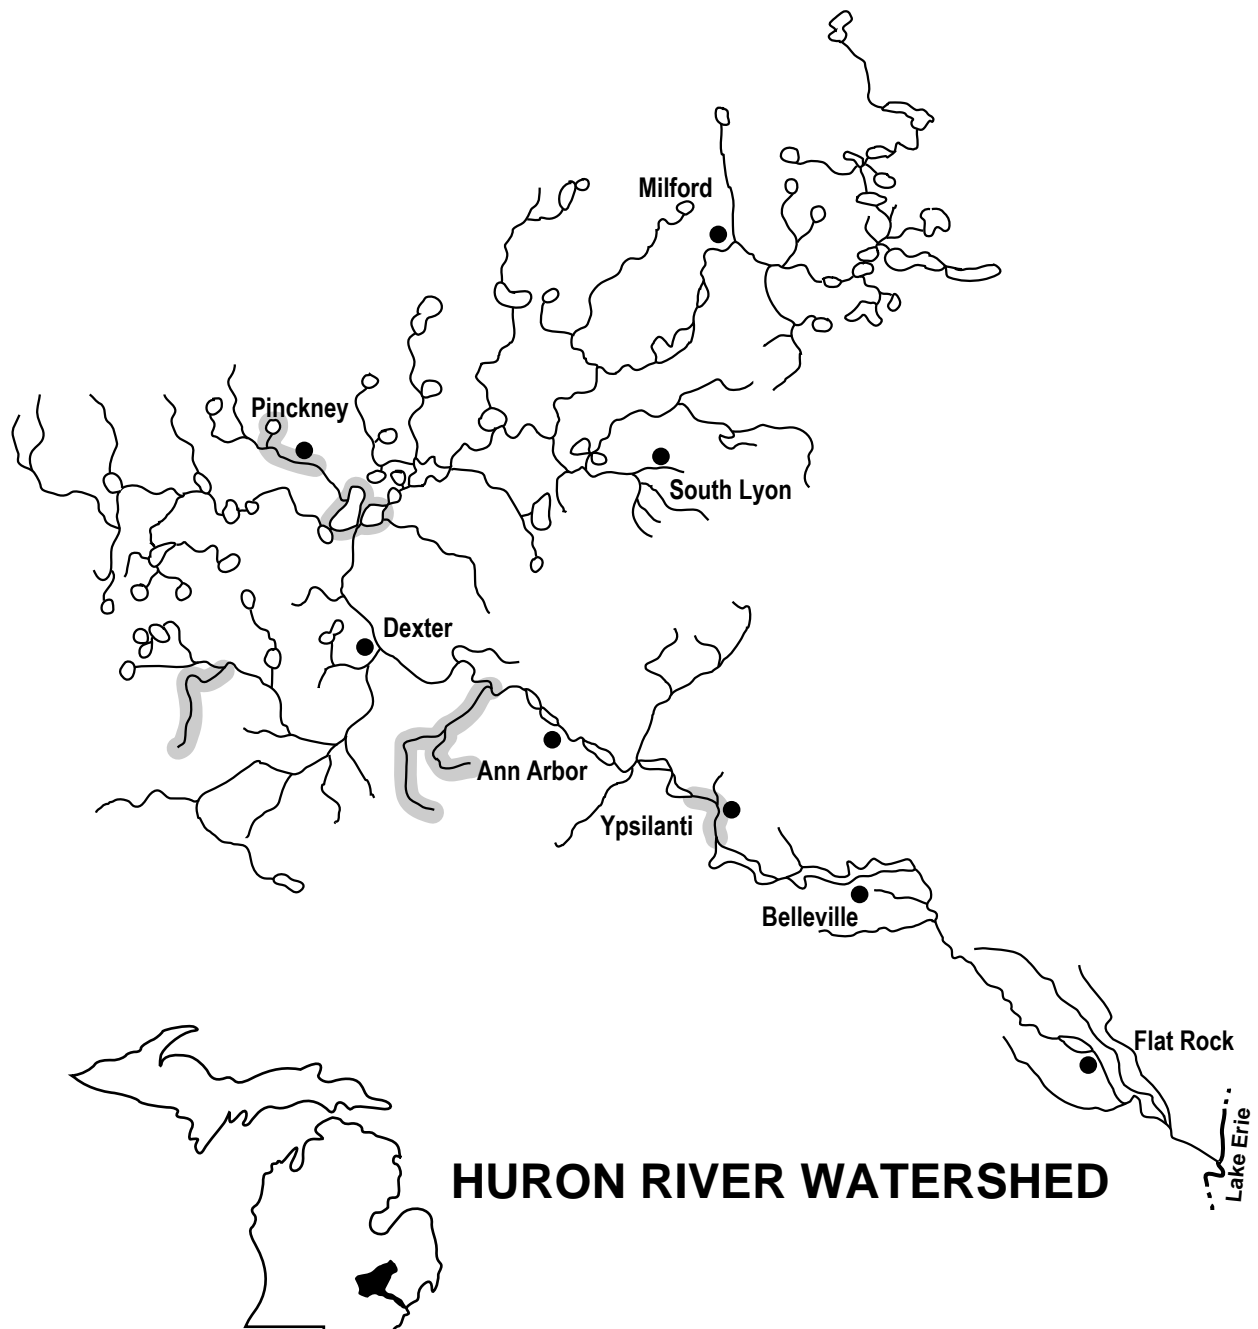 Milford
Pinckney
South Lyon
Dexter
Ann Arbor
Ypsilanti
Belleville
Flat Rock
Lake Erie
HURON RIVER WATERSHED